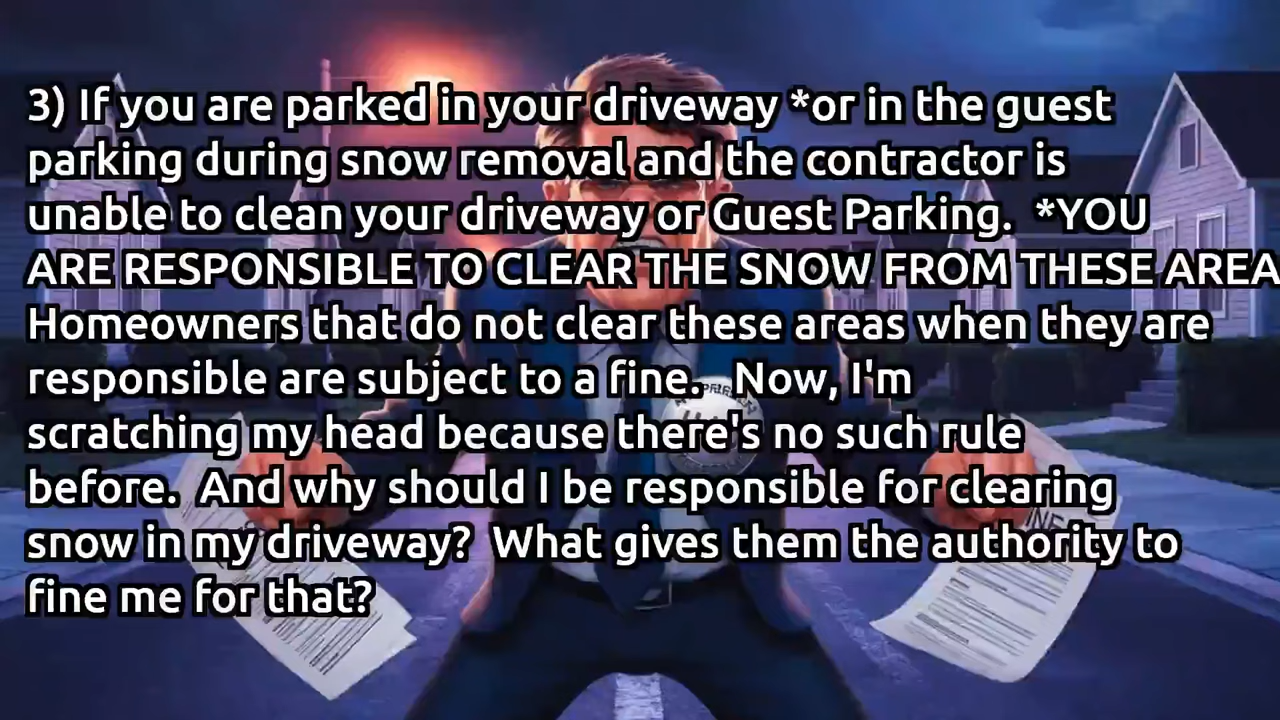 3) If you are parked in your driveway *or in the guest
parking during snow removal and the contractor is
unable to clean your driveway or Guest Parking.  *YOU
ARE RESPONSIBLE TO CLEAR THE SNOW FROM THESE AREA
Homeowners that do not clear these areas when they are
responsible are subject to a fine.  Now, I'm
scratching my head because there's no such rule
before.  And why should I be responsible for clearing
snow in my driveway?  What gives them the authority to
fine me for that?